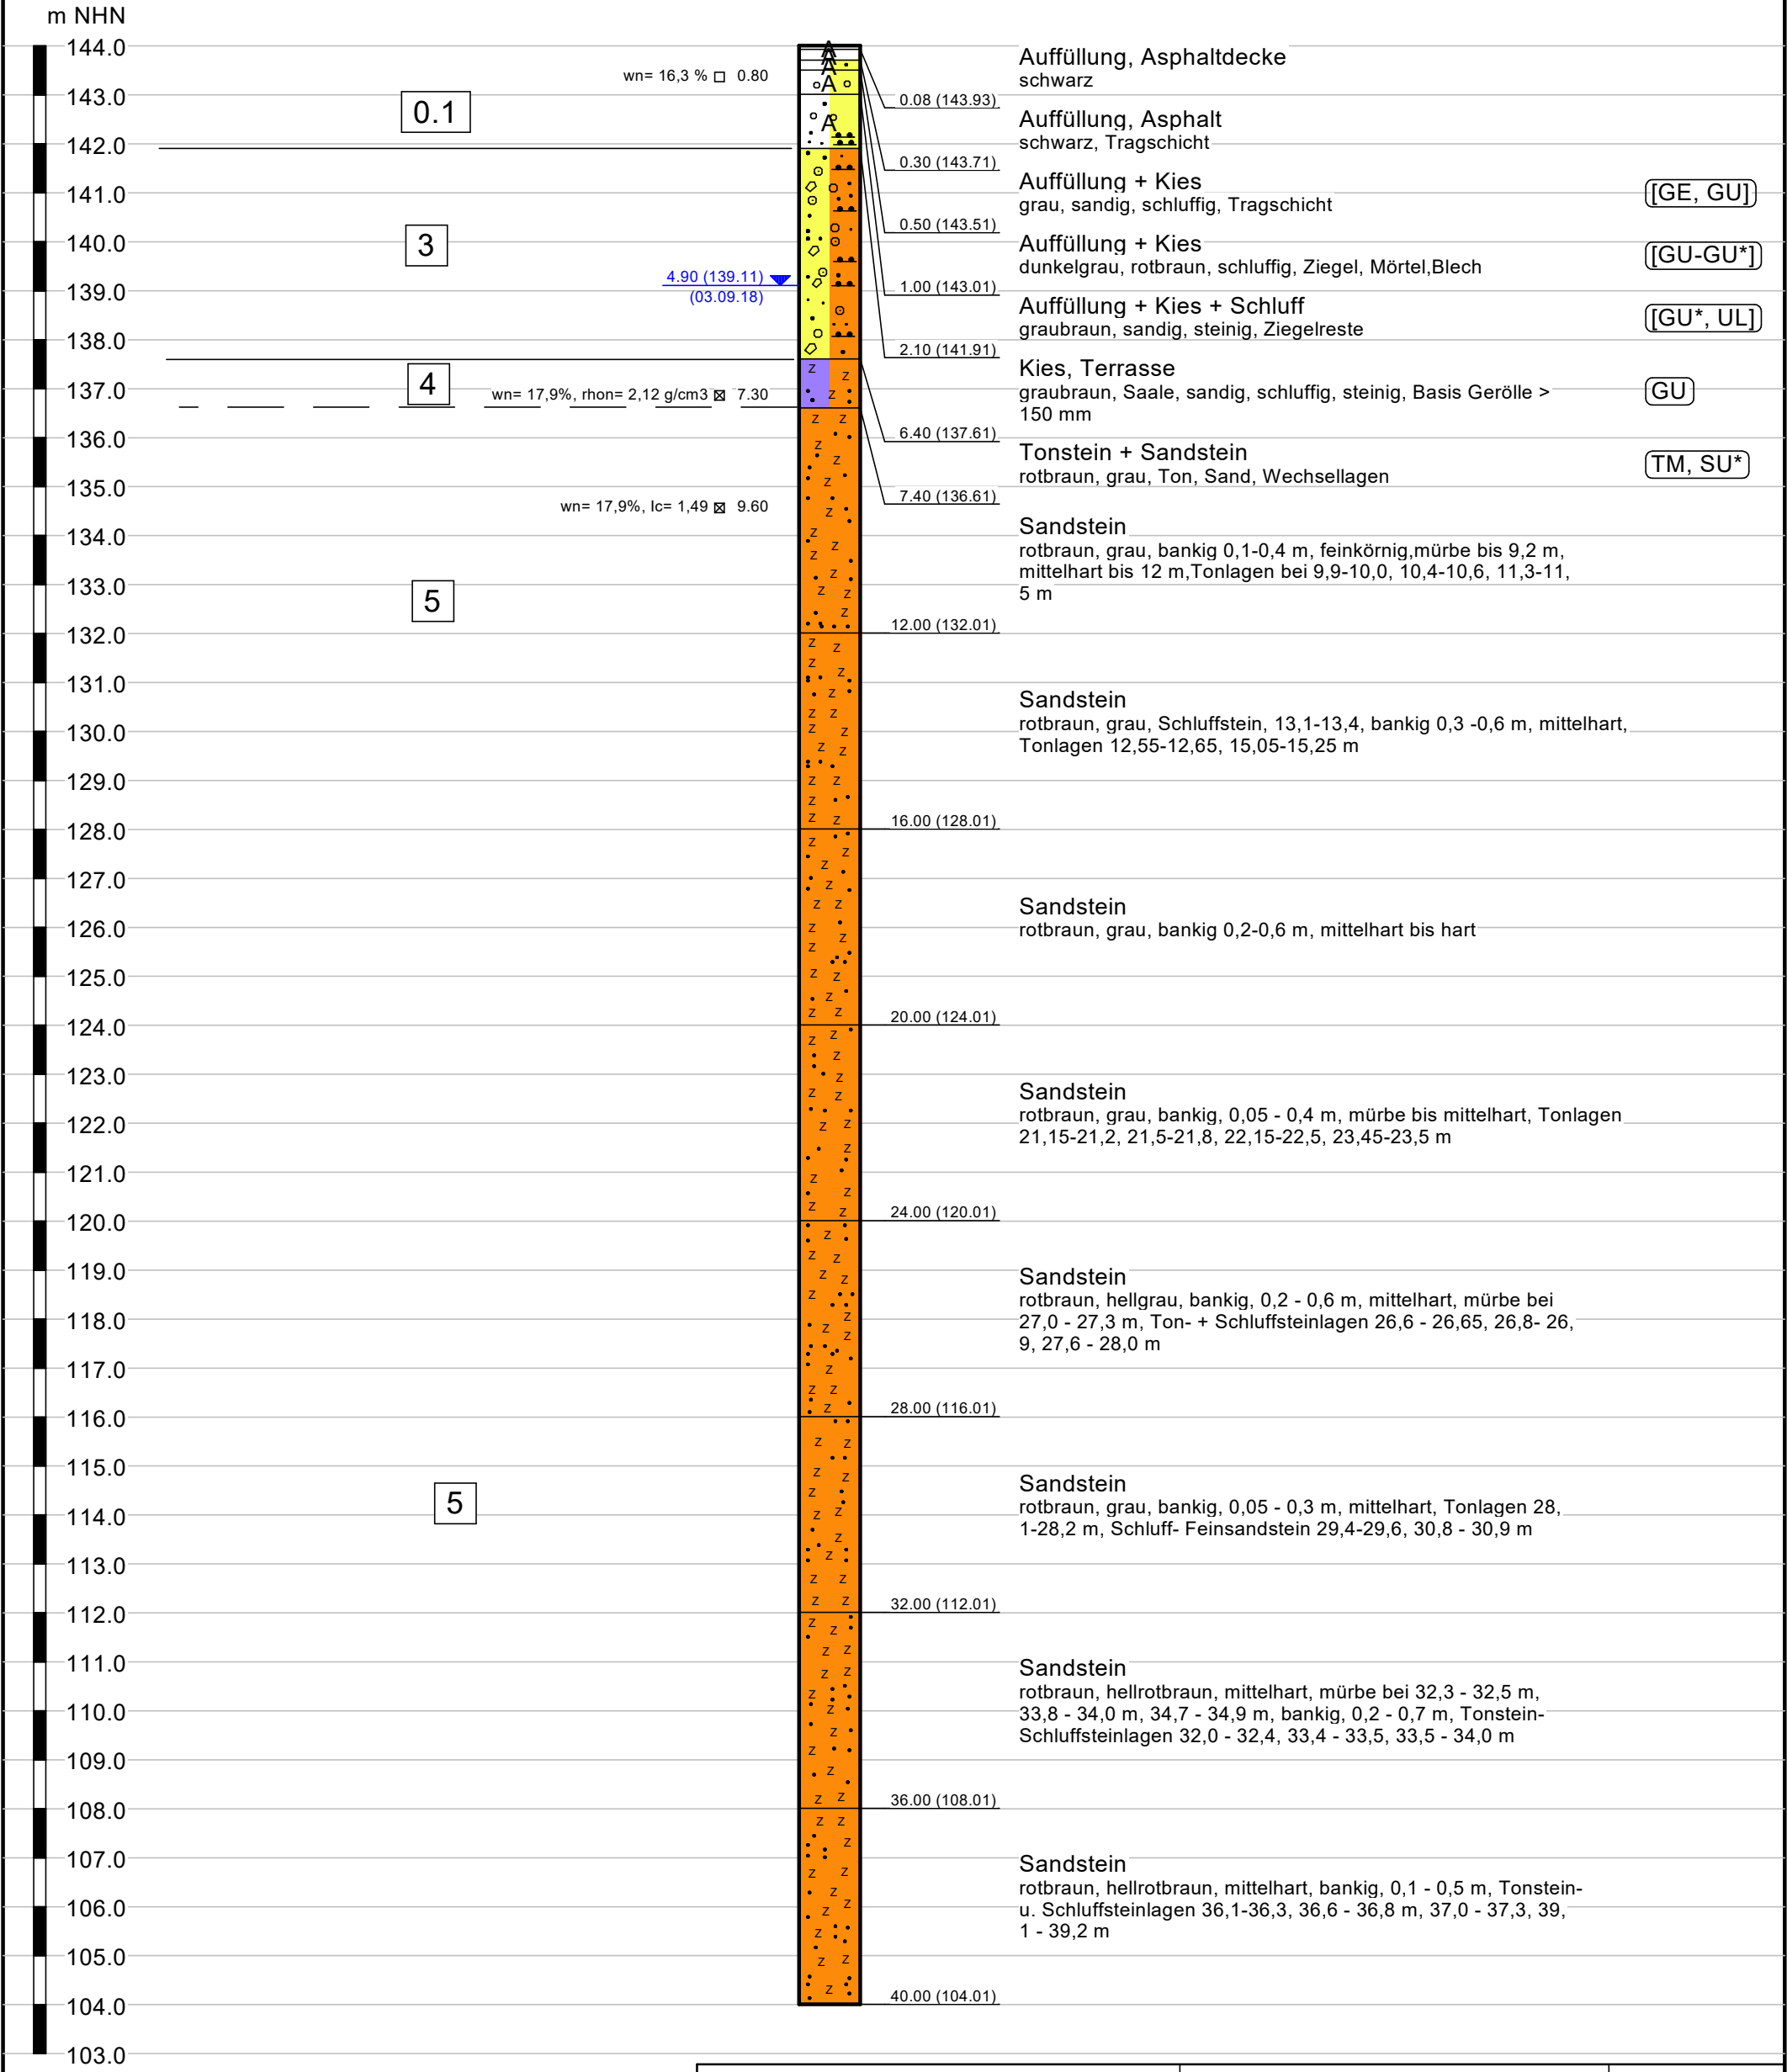 m NHN
144.0
143.0
142.0
141.0
140.0
139.0
138.0
137.0
136.0
135.0
134.0
133.0
132.0
131.0
130.0
129.0
128.0
127.0
126.0
125.0
124.0
123.0
122.0
121.0
120.0
119.0
118.0
117.0
116.0
115.0
114.0
113.0
112.0
111.0
110.0
109.0
108.0
107.0
106.0
105.0
104.0
103.0
0.1
3
4
5
5
wn= 16,3 % 0.80
4.90 (139.11)
(03.09.18)
wn= 17,9%, rhon= 2,12 g/cm3 7.30
wn= 17,9%, Ic= 1,49 9.60
A
A
A
A
A
0.08 (143.93)
0.30 (143.71)
0.50 (143.51)
1.00 (143.01)
2.10 (141.91)
6.40 (137.61)
7.40 (136.61)
12.00 (132.01)
16.00 (128.01)
20.00 (124.01)
24.00 (120.01)
28.00 (116.01)
32.00 (112.01)
36.00 (108.01)
40.00 (104.01)
Auffüllung, Asphaltdecke
schwarz
Auffüllung, Asphalt
schwarz, Tragschicht
Auffüllung + Kies
grau, sandig, schluffig, Tragschicht
[GE, GU]
Auffüllung + Kies
dunkelgrau, rotbraun, schluffig, Ziegel, Mörtel,Blech
[GU-GU*]
Auffüllung + Kies + Schluff
graubraun, sandig, steinig, Ziegelreste
[GU*, UL]
Kies, Terrasse
graubraun, Saale, sandig, schluffig, steinig, Basis Gerölle >
150 mm
GU
Tonstein + Sandstein
rotbraun, grau, Ton, Sand, Wechsellagen
TM, SU*
Sandstein
rotbraun, grau, bankig 0,1-0,4 m, feinkörnig,mürbe bis 9,2 m,
mittelhart bis 12 m,Tonlagen bei 9,9-10,0, 10,4-10,6, 11,3-11,
5 m
Sandstein
rotbraun, grau, Schluffstein, 13,1-13,4, bankig 0,3 -0,6 m, mittelhart,
Tonlagen 12,55-12,65, 15,05-15,25 m
Sandstein
rotbraun, grau, bankig 0,2-0,6 m, mittelhart bis hart
Sandstein
rotbraun, grau, bankig, 0,05 - 0,4 m, mürbe bis mittelhart, Tonlagen
21,15-21,2, 21,5-21,8, 22,15-22,5, 23,45-23,5 m
Sandstein
rotbraun, hellgrau, bankig, 0,2 - 0,6 m, mittelhart, mürbe bei
27,0 - 27,3 m, Ton- + Schluffsteinlagen 26,6 - 26,65, 26,8- 26,
9, 27,6 - 28,0 m
Sandstein
rotbraun, grau, bankig, 0,05 - 0,3 m, mittelhart, Tonlagen 28,
1-28,2 m, Schluff- Feinsandstein 29,4-29,6, 30,8 - 30,9 m
Sandstein
rotbraun, hellrotbraun, mittelhart, mürbe bei 32,3 - 32,5 m,
33,8 - 34,0 m, 34,7 - 34,9 m, bankig, 0,2 - 0,7 m, Tonstein-
Schluffsteinlagen 32,0 - 32,4, 33,4 - 33,5, 33,5 - 34,0 m
Sandstein
rotbraun, hellrotbraun, mittelhart, bankig, 0,1 - 0,5 m, Tonstein-
u. Schluffsteinlagen 36,1-36,3, 36,6 - 36,8 m, 37,0 - 37,3, 39,
1 - 39,2 m